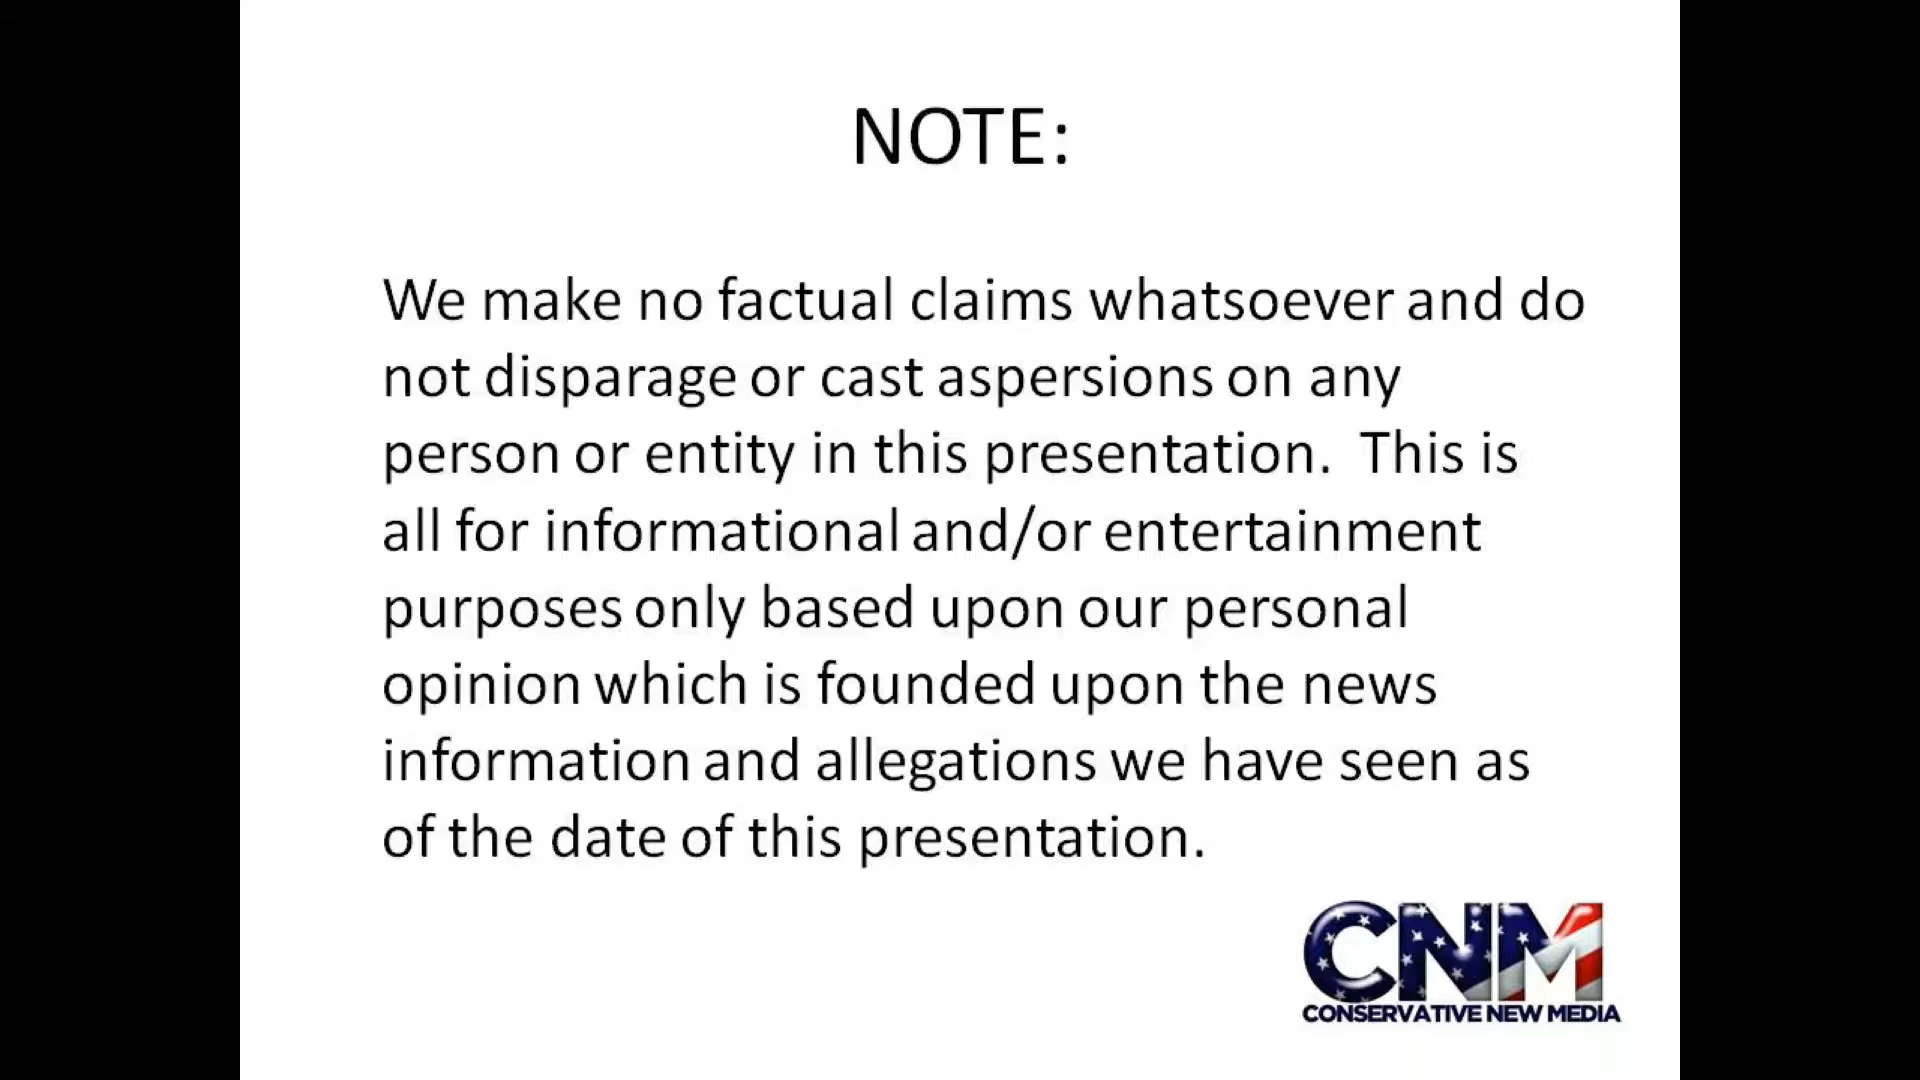 NOTE:
We make no factual claims whatsoever and do
not disparage or cast aspersions on any
person or entity in this presentation.  This is
all for informational and/or entertainment
purposes only based upon our personal
opinion which is founded upon the news
information and allegations we have seen as
of the date of this presentation.
CNM
CONSERVATIVE NEW MEDIA